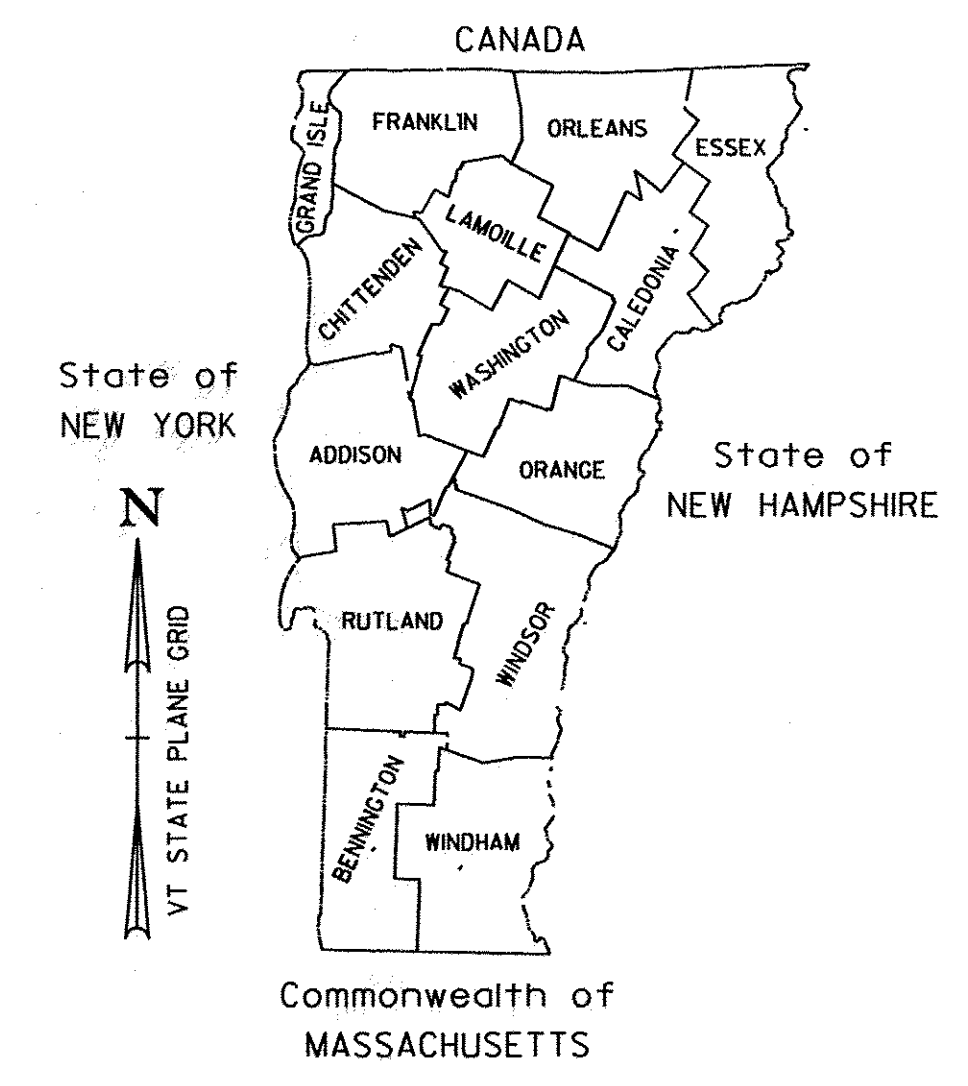 CANADA
FRANKLIN
ORLEANS
ESSEX
GRAND ISLE
LAMOILLE
CHITTENDEN
CALEDONIA
WASHINGTON
State of
NEW YORK
ADDISON
ORANGE
State of
NEW HAMPSHIRE
N
VT STATE PLANE GRID
RUTLAND
WINDSOR
BENNINGTON
WINDHAM
Commonwealth of
MASSACHUSETTS